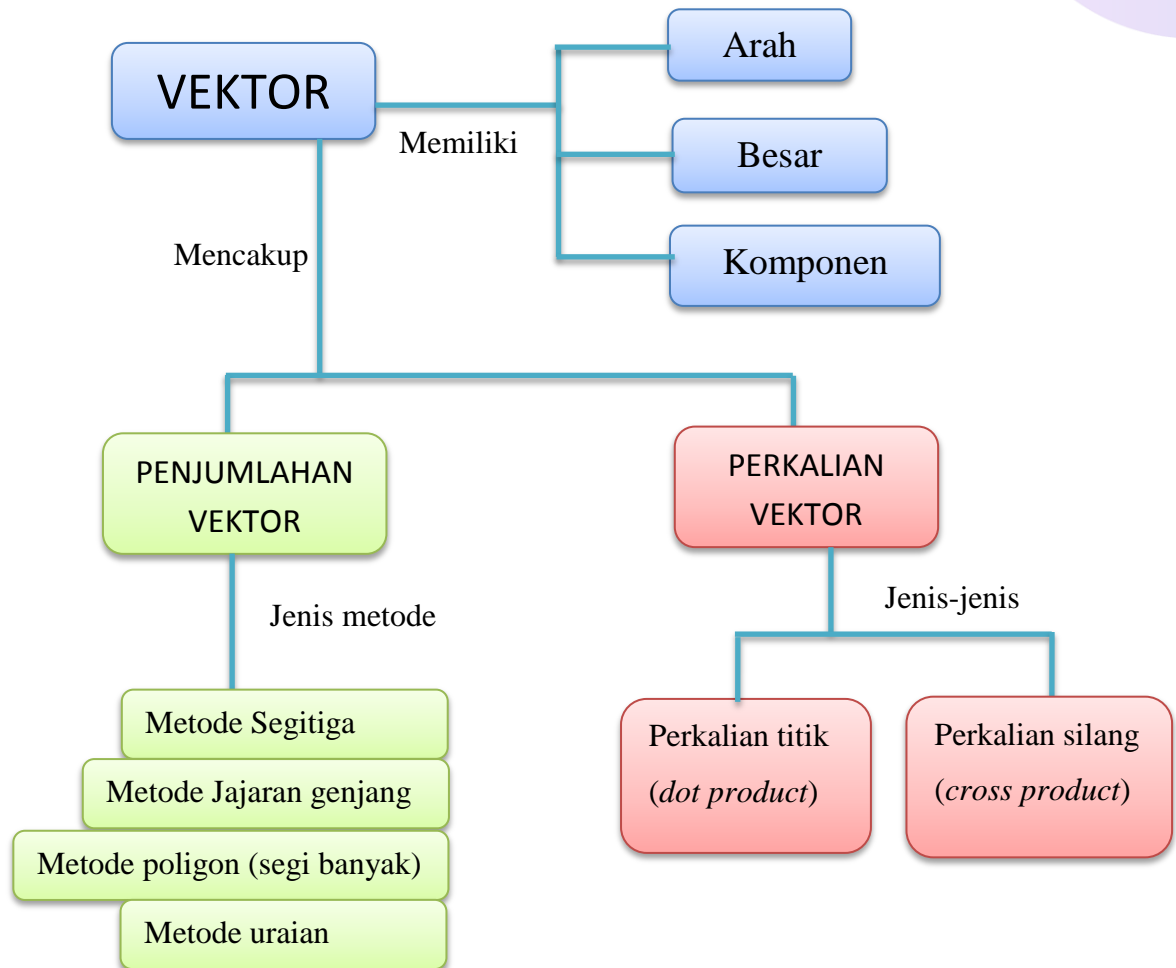 VEKTOR
Memiliki
Arah
Besar
Komponen
Mencakup
PENJUMLAHAN
VEKTOR
Jenis metode
Metode Segitiga
Metode Jajaran genjang
Metode poligon (segi banyak)
Metode uraian
PERKALIAN
VEKTOR
Jenis-jenis
Perkalian titik
(dot product)
Perkalian silang
(cross product)